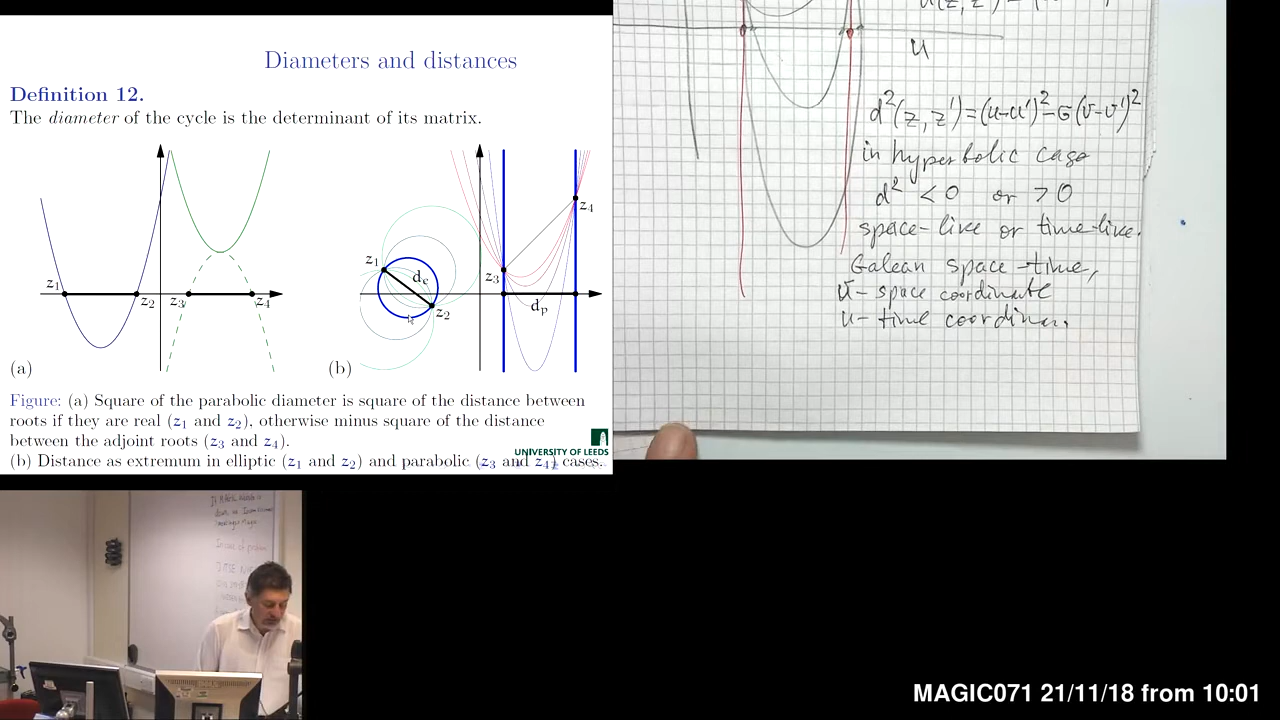 Diameters and distances
Definition 12.
The diameter of the cycle is the determinant of its matrix.
z1
z2
z3
z4
(a)
z1
dc
z2
z3
z4
dp
(b)
Figure: (a) Square of the parabolic diameter is square of the distance between
roots if they are real (z1 and z2), otherwise minus square of the distance
between the adjoint roots (z3 and z4).
(b) Distance as extremum in elliptic (z1 and z2) and parabolic (z3 and z4) cases.
UNIVERSITY OF LEEDS
u
d²(z, z')=(u-u')²-σ(v-v')²
in hyperbolic case
d² < 0 or > 0
space-like or time-like.
Galean space-time,
v- space coordinate
u- time
MAGIC071 21/11/18 from 10:01